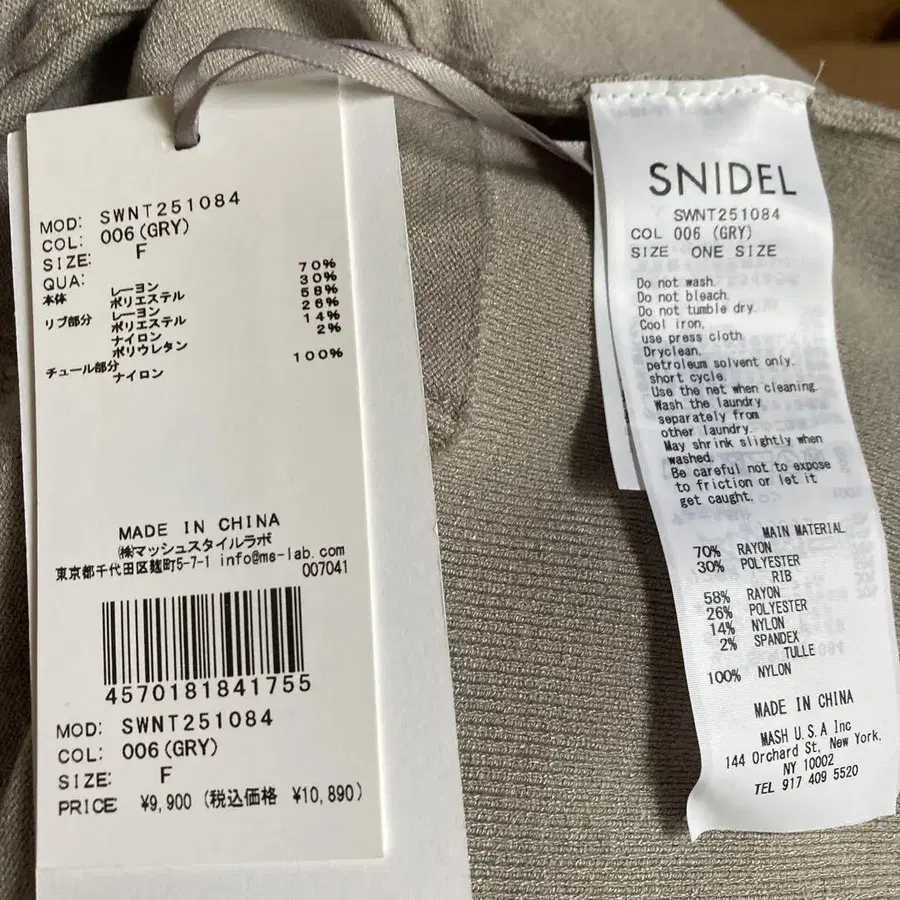 MOD: SWNT251084
COL: 006(GRY)
SIZE: F
QUA:
本体 レーヨン 70%
ポリエステル 30%
リブ部分 レーヨン 58%
ポリエステル 26%
ナイロン 14%
ポリウレタン 2%
チュール部分
ナイロン 100%
MADE IN CHINA
㈱マッシュスタイルラボ
東京都千代田区麹町5-7-1 info@ms-lab.com
007041
4570181841755
MOD: SWNT251084
COL: 006(GRY)
SIZE: F
PRICE ¥9,900 (税込価格 ¥10,890)
SNIDEL
SWNT251084
COL 006 (GRY)
SIZE ONE SIZE
Do not wash.
Do not bleach.
Do not tumble dry.
Cool iron,
use press cloth.
Dryclean,
petroleum solvent only.
short cycle.
Use the net when cleaning.
Wash the laundry
separately from
other laundry.
May shrink slightly when
washed.
Be careful not to expose
to friction or let it
get caught.
MAIN MATERIAL
70% RAYON
30% POLYESTER
RIB
58% RAYON
26% POLYESTER
14% NYLON
2% SPANDEX
TULLE
100% NYLON
MADE IN CHINA
MASH U.S.A Inc
144 Orchard St, New York,
NY 10002
TEL 917 409 5520